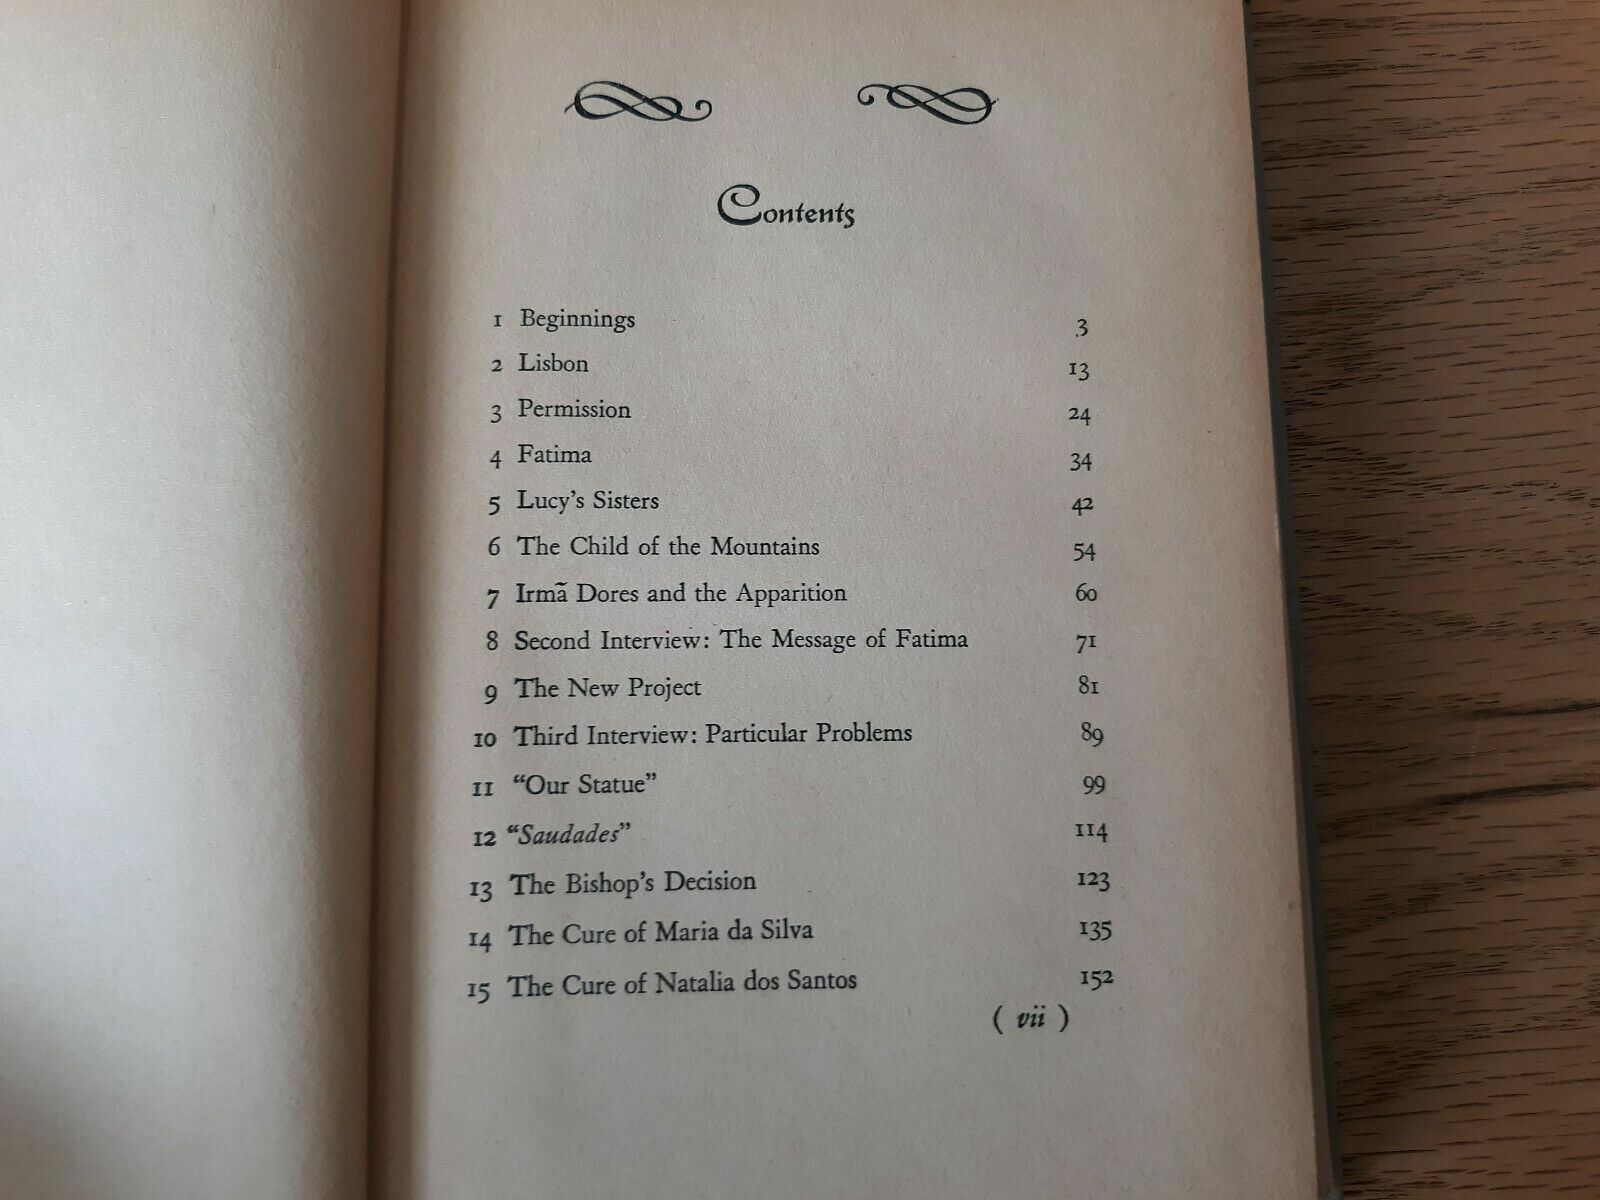 Contents
1 Beginnings 3
2 Lisbon 13
3 Permission 24
4 Fatima 34
5 Lucy's Sisters 42
6 The Child of the Mountains 54
7 Irmã Dores and the Apparition 60
8 Second Interview: The Message of Fatima 71
9 The New Project 81
10 Third Interview: Particular Problems 89
11 “Our Statue” 99
12 “Saudades” 114
13 The Bishop's Decision 123
14 The Cure of Maria da Silva 135
15 The Cure of Natalia dos Santos 152
( vii )